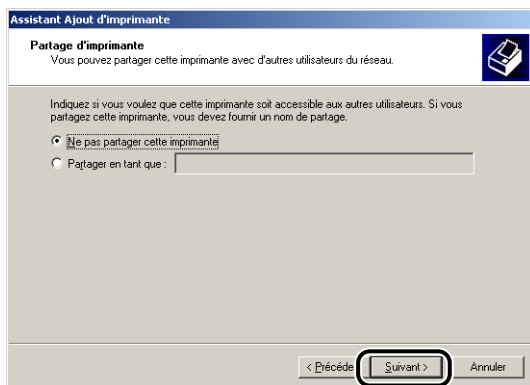 Assistant Ajout d'imprimante
Partage d'imprimante
Vous pouvez partager cette imprimante avec d'autres utilisateurs du réseau.
Indiquez si vous voulez que cette imprimante soit accessible aux autres utilisateurs. Si vous
partagez cette imprimante, vous devez fournir un nom de partage.
Ne pas partager cette imprimante
Partager en tant que :
< Précéde Suivant > Annuler